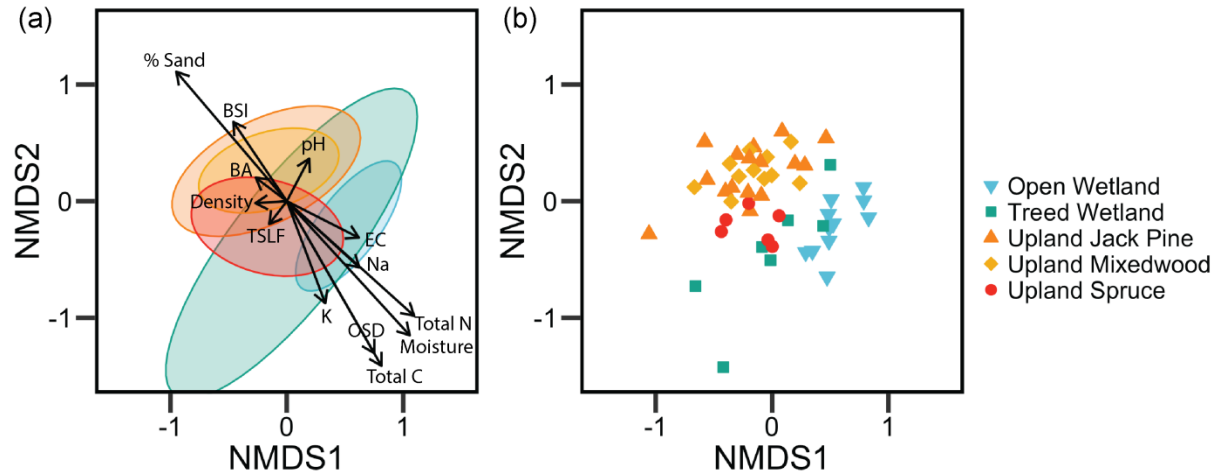 (a)
(b)
% Sand
BSI
pH
BA
Density
TSLF
EC
Na
K
OSD
Total N
Moisture
Total C
1
0
-1
NMDS2
-1
0
1
NMDS1
1
0
-1
NMDS2
-1
0
1
NMDS1
Open Wetland
Treed Wetland
Upland Jack Pine
Upland Mixedwood
Upland Spruce